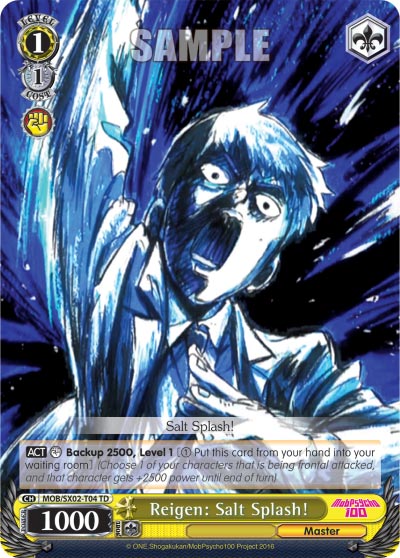 LEVEL
1
SAMPLE
1
COST
Salt Splash!
ACT Backup 2500, Level 1 [① Put this card from your hand into your
waiting room] (Choose 1 of your characters that is being frontal attacked,
and that character gets +2500 power until end of turn)
CH MOB/SX02-T04 TD
POWER 1000
Reigen: Salt Splash!
MobPsycho
100
Master
© ONE,Shogakukan/MobPsycho100 Project 2016